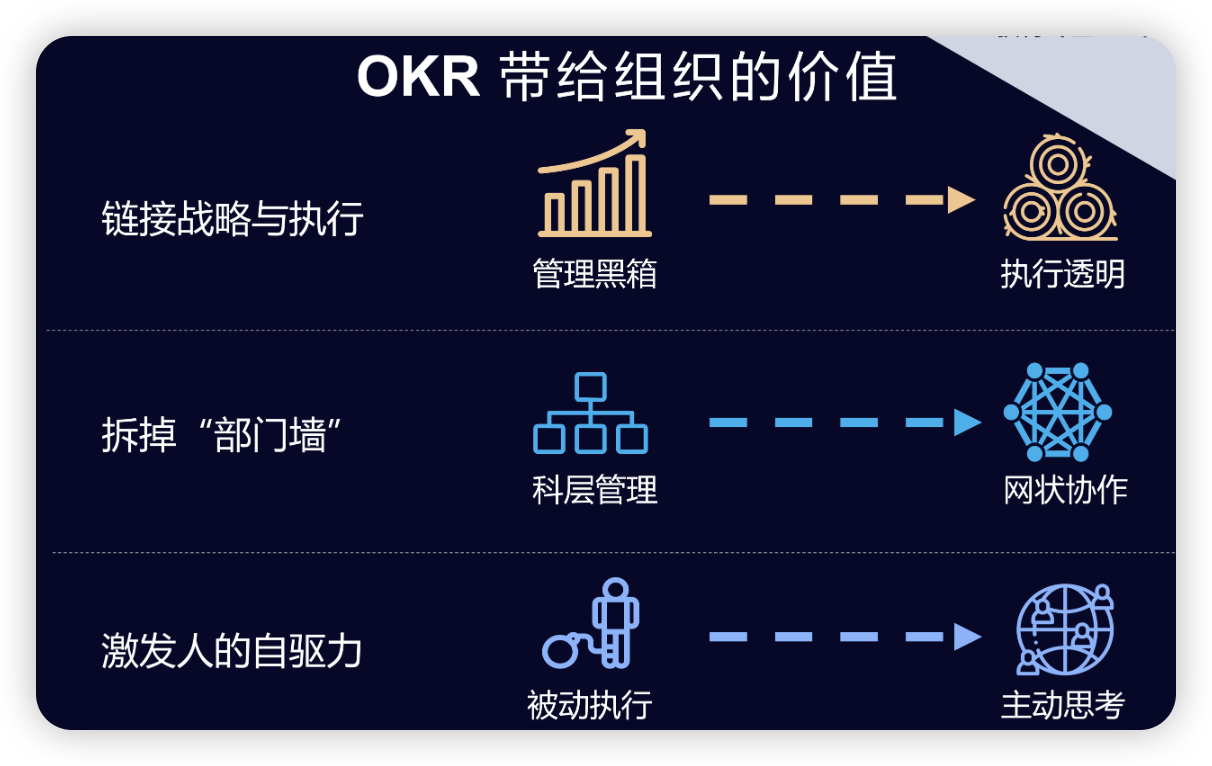 OKR 带给组织的价值
链接战略与执行
管理黑箱
执行透明
拆掉“部门墙”
科层管理
网状协作
激发人的自驱力
被动执行
主动思考